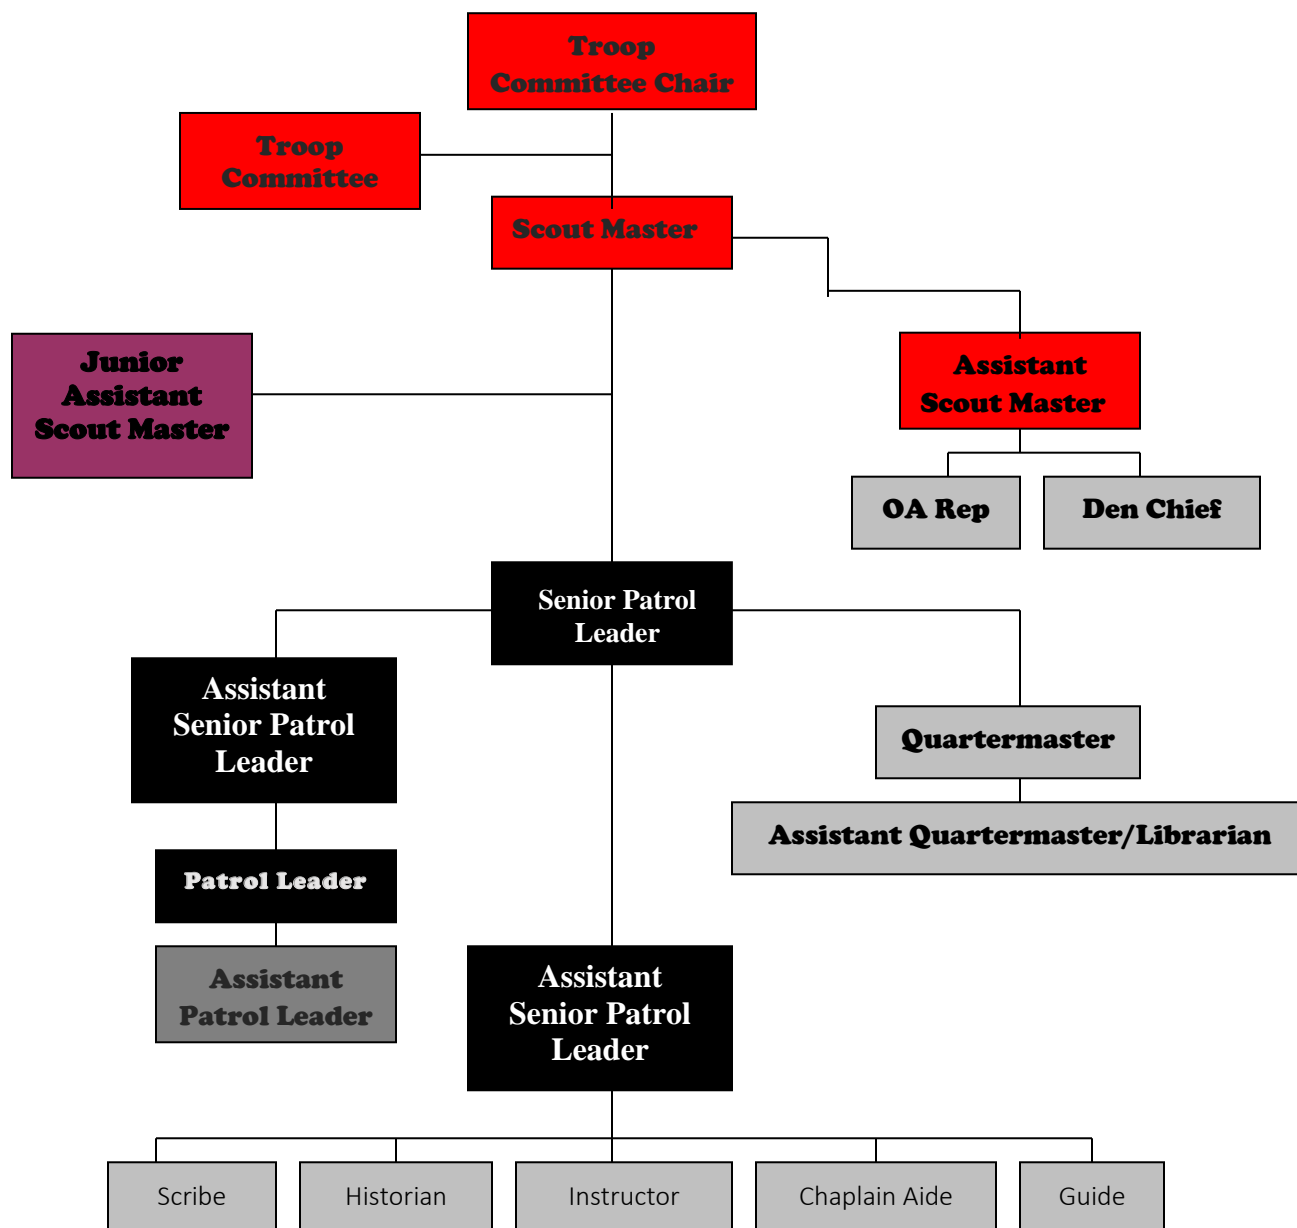 Troop
Committee Chair
Troop
Committee
Scout Master
Junior
Assistant
Scout Master
Assistant
Scout Master
OA Rep
Den Chief
Senior Patrol
Leader
Assistant
Senior Patrol
Leader
Quartermaster
Assistant Quartermaster/Librarian
Patrol Leader
Assistant
Patrol Leader
Assistant
Senior Patrol
Leader
Scribe
Historian
Instructor
Chaplain Aide
Guide